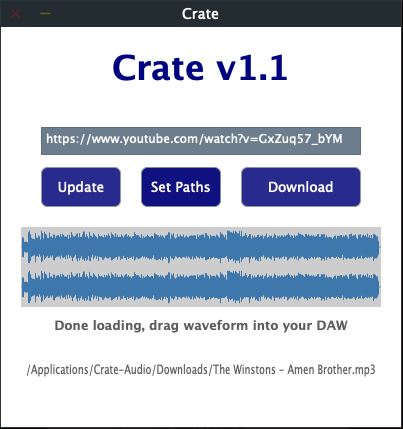 Crate
Crate v1.1
https://www.youtube.com/watch?v=GxZuq57_bYM
Update Set Paths Download
Done loading, drag waveform into your DAW
/Applications/Crate-Audio/Downloads/The Winstons - Amen Brother.mp3